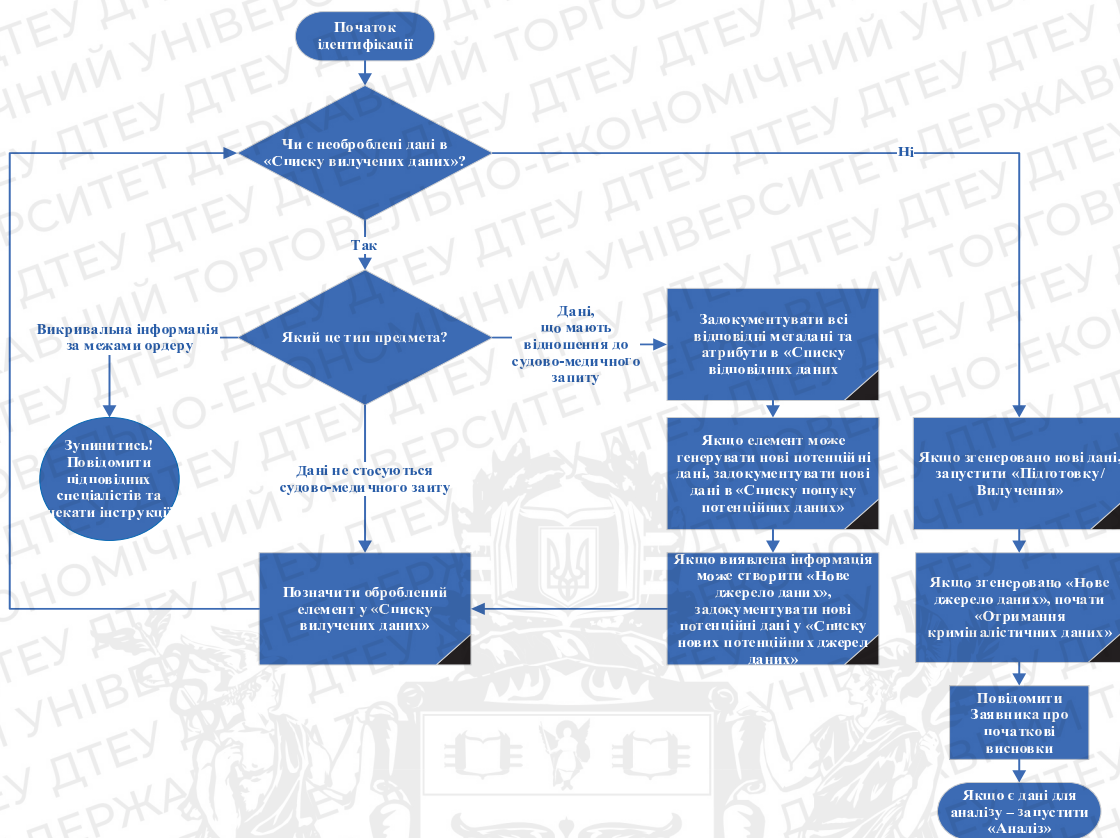 Початок
ідентифікації
Чи є необроблені дані в
«Списку вилучених даних»?
Ні
Так
Який це тип предмета?
Викривальна інформація
за межами ордеру
Дані,
що мають
відношення до
судово-медичного
запиту
Задокументувати всі
відповідні мегадані та
атрибути в «Списку
відповідних даних
Зупинитись!
Повідомити
підповідних
спеціалістів та
чекати інструкції
Дані не стосуються
судово-медичного запту
Якщо елемент може
генерувати нові потенційні
дані, задокументувати нові
дані в «Списку пошуку
потенційних даних»
Якщо згенеровано нові дані,
запустити «Підготовку/
Вилучення»
Позначити оброблений
елемент у «Списку
вилучених даних»
Якщо виявлена інформація
може створити «Нове
джерело даних»,
задокументувати нові
потенційні дані у «Списку
нових потенційних джерел
даних»
Якщо згенеровано «Нове
джерело даних», почати
«Отримання
криміналістичних даних»
Повідомити
Заявника про
початкові
висновки
Якщо є дані для
аналізу – запустити
«Аналіз»